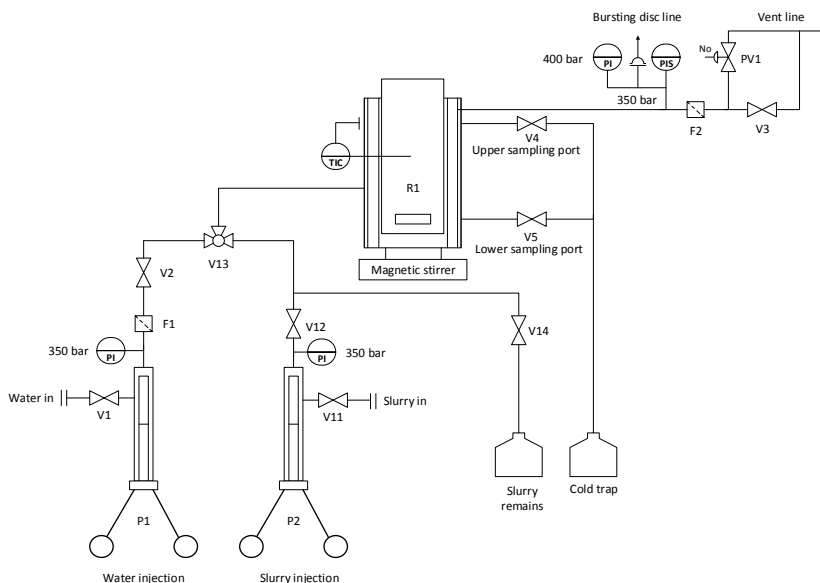 Bursting disc line
Vent line
400 bar
PI
PIS
No
PV1
350 bar
F2
V3
V4
Upper sampling port
TIC
R1
V5
Lower sampling port
V13
Magnetic stirrer
V2
F1
V12
V14
350 bar
PI
PI
350 bar
Water in
V1
V11
Slurry in
Slurry
remains
Cold trap
P1
P2
Water injection
Slurry injection